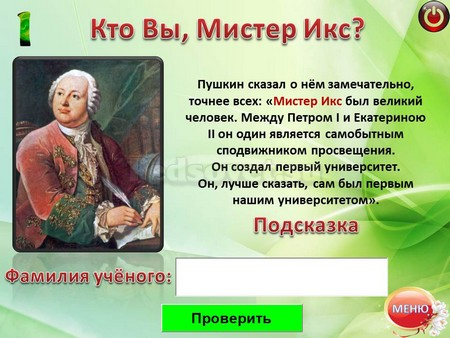 1
Кто Вы, Мистер Икс?
Пушкин сказал о нём замечательно,
точнее всех: «Мистер Икс был великий
человек. Между Петром I и Екатериною
II он один является самобытным
сподвижником просвещения.
Он создал первый университет.
Он, лучше сказать, сам был первым
нашим университетом».
Подсказка
Фамилия учёного:
Проверить
МЕНЮ